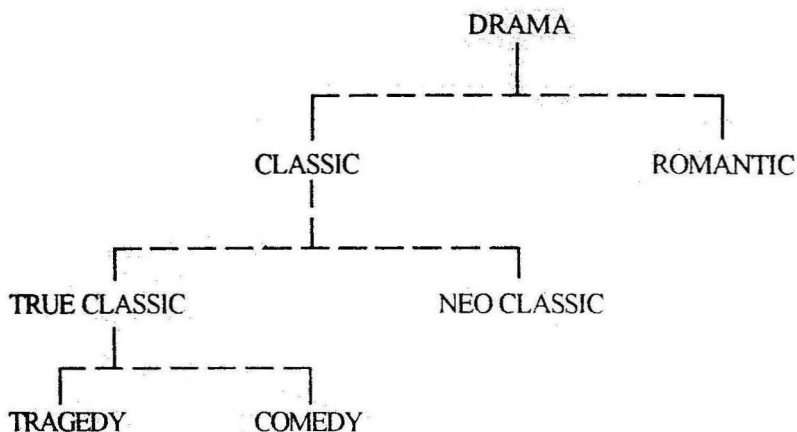 DRAMA
CLASSIC ROMANTIC
TRUE CLASSIC NEO CLASSIC
TRAGEDY COMEDY